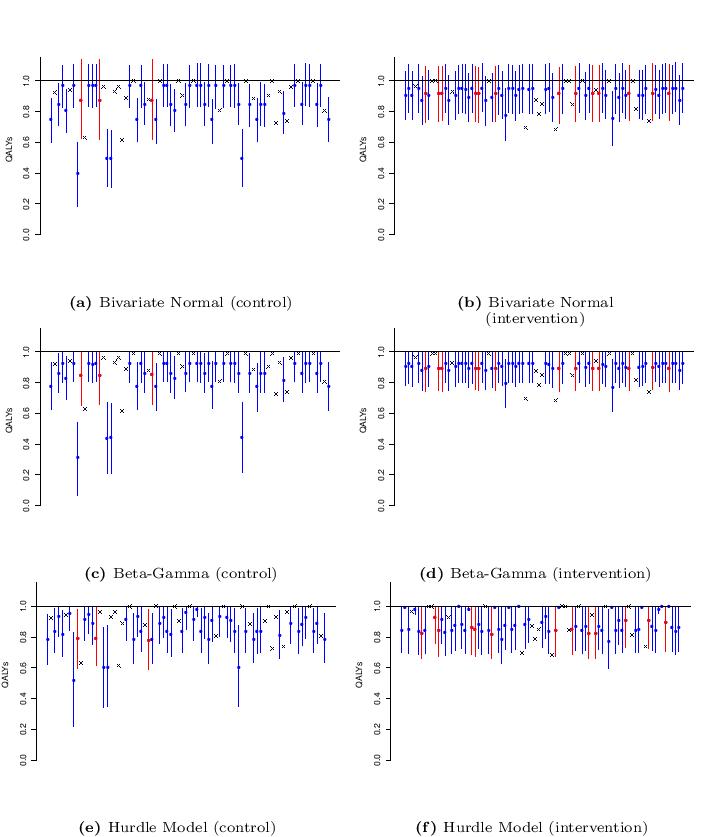 QALYs
0.0 0.2 0.4 0.6 0.8 1.0
QALYs
0.0 0.2 0.4 0.6 0.8 1.0
(a) Bivariate Normal (control)
(b) Bivariate Normal
(intervention)
QALYs
0.0 0.2 0.4 0.6 0.8 1.0
QALYs
0.0 0.2 0.4 0.6 0.8 1.0
(c) Beta-Gamma (control)
(d) Beta-Gamma (intervention)
QALYs
0.0 0.2 0.4 0.6 0.8 1.0
QALYs
0.0 0.2 0.4 0.6 0.8 1.0
(e) Hurdle Model (control)
(f) Hurdle Model (intervention)